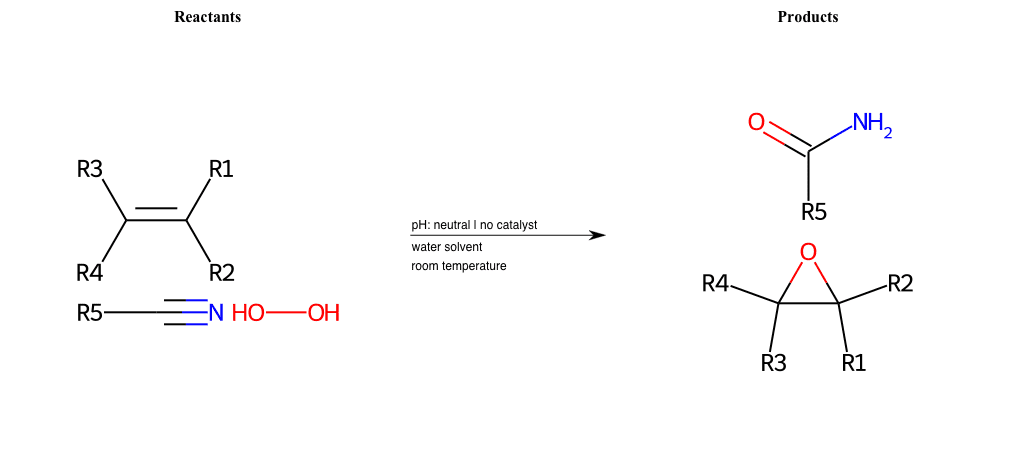 Reactants
Products
O
NH2
R5
R3
R1
R4
R2
R5
N
HO
OH
pH: neutral | no catalyst
water solvent
room temperature
O
R4
R2
R3
R1